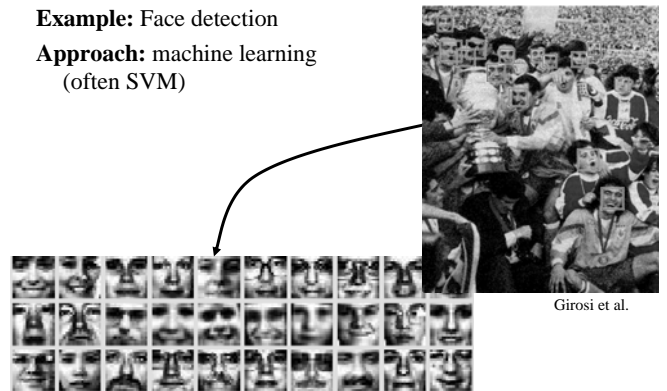 Example: Face detection
Approach: machine learning
(often SVM)
Girosi et al.